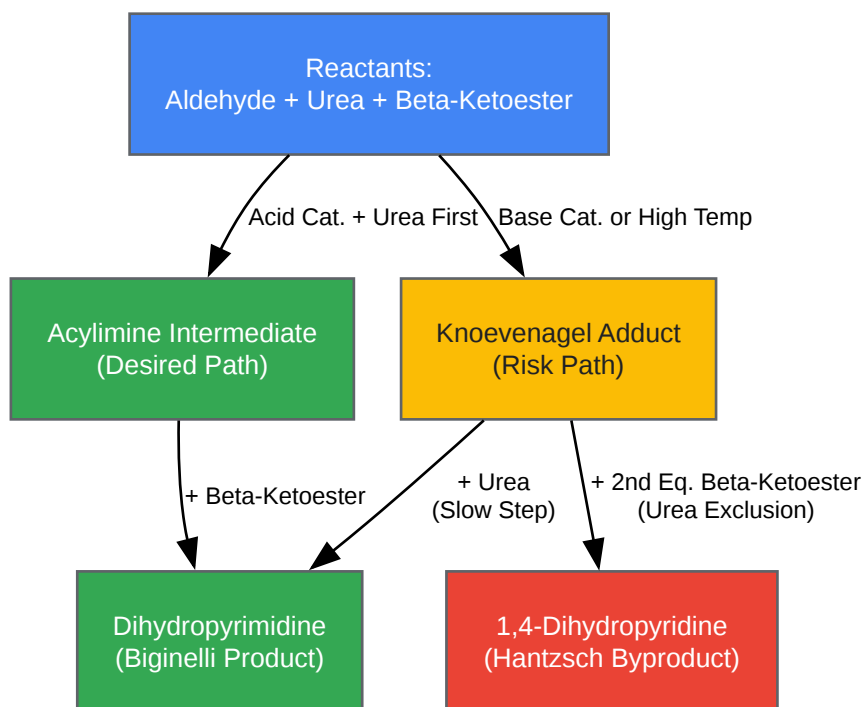 Reactants:
Aldehyde + Urea + Beta-Ketoester
Acid Cat. + Urea First
Base Cat. or High Temp
Acylimine Intermediate
(Desired Path)
Knoevenagel Adduct
(Risk Path)
+ Beta-Ketoester
+ Urea
(Slow Step)
+ 2nd Eq. Beta-Ketoester
(Urea Exclusion)
Dihydropyrimidine
(Biginelli Product)
1,4-Dihydropyridine
(Hantzsch Byproduct)